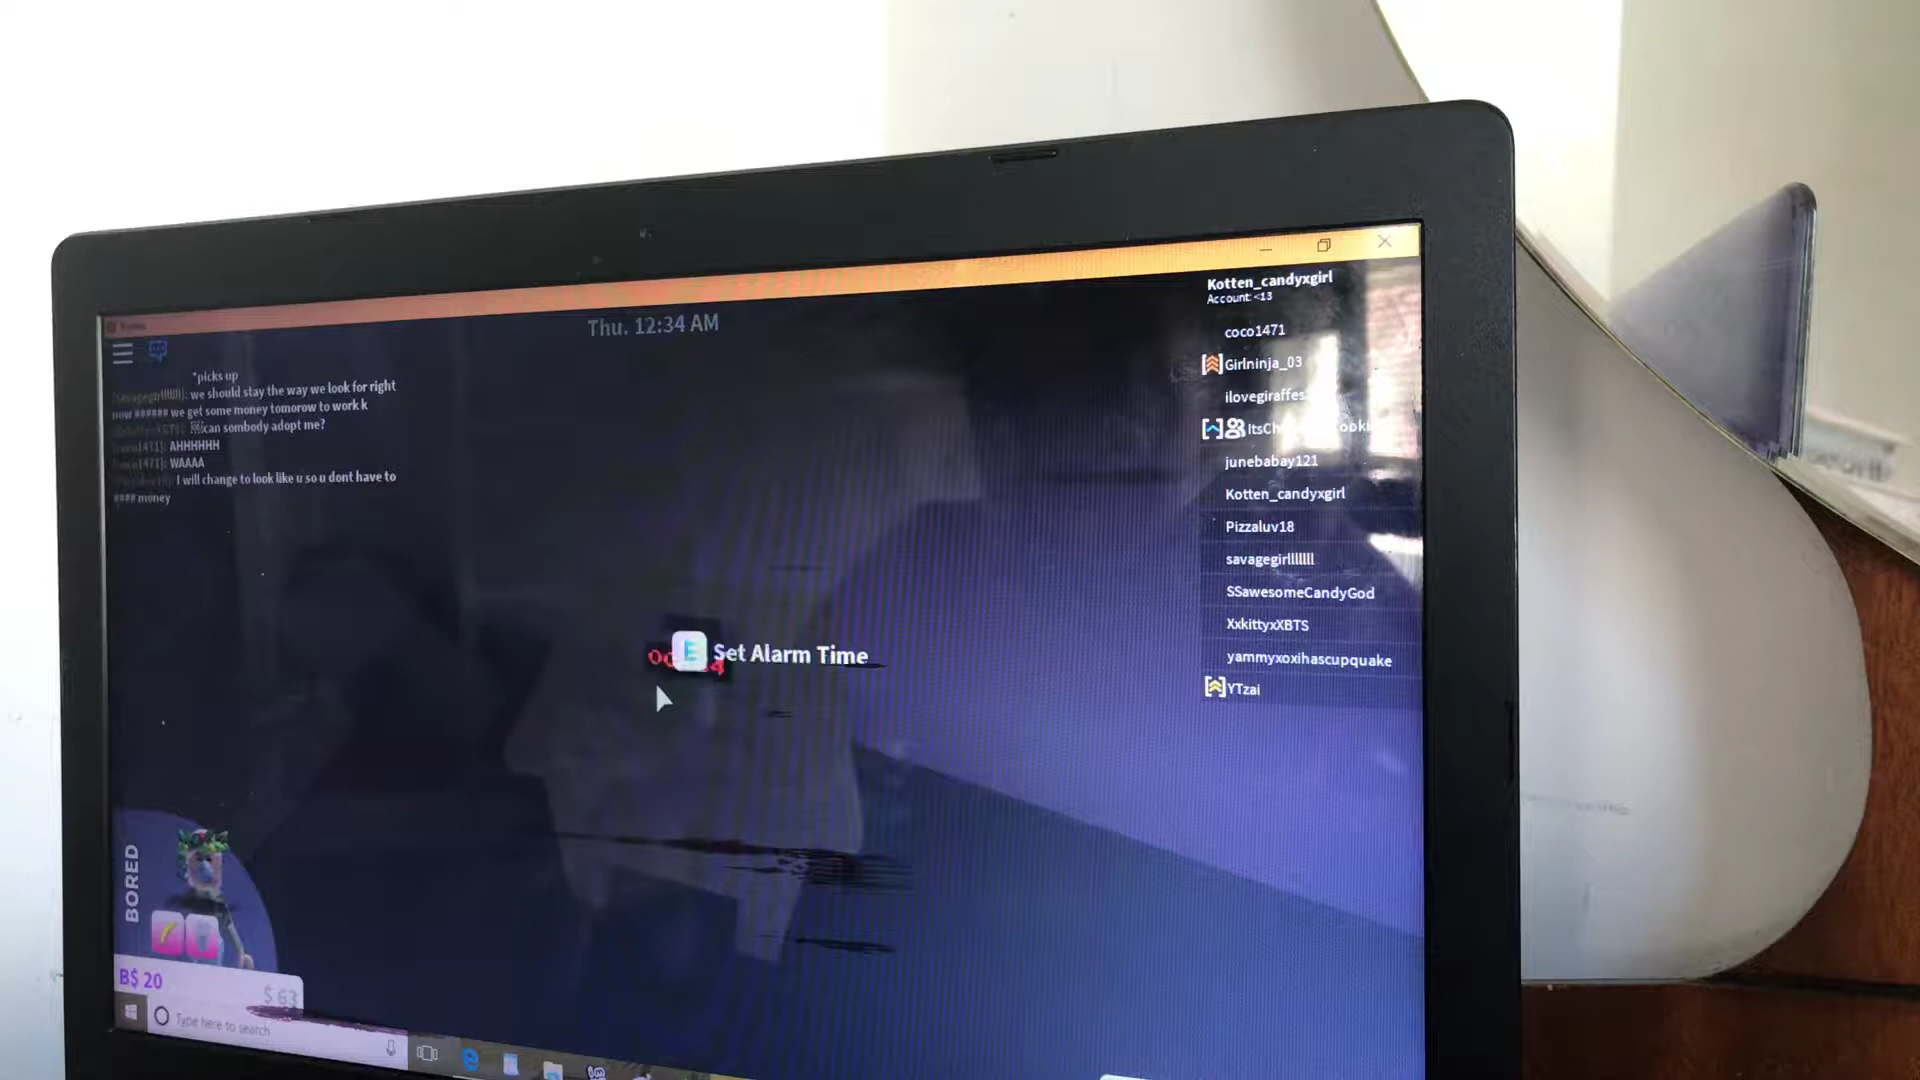 Thu. 12:34 AM
*picks up
we should stay the way we look for right
now ###### we get some money tomorow to work k
can sombody adopt me?
[coco1471]: AHHHHHH
[coco1471]: WAAAA
I will change to look like u so u dont have to
#### money
Kotten_candyxgirl
Account: <13
coco1471
Girlninja_03
ilovegiraffes
junebabay121
Kotten_candyxgirl
Pizzaluv18
savagegirlllllll
SSawesomeCandyGod
XxkittyxXBTS
yammyxoxihascupquake
YTzai
E Set Alarm Time
BORED
B$ 20
$ 63
Type here to search